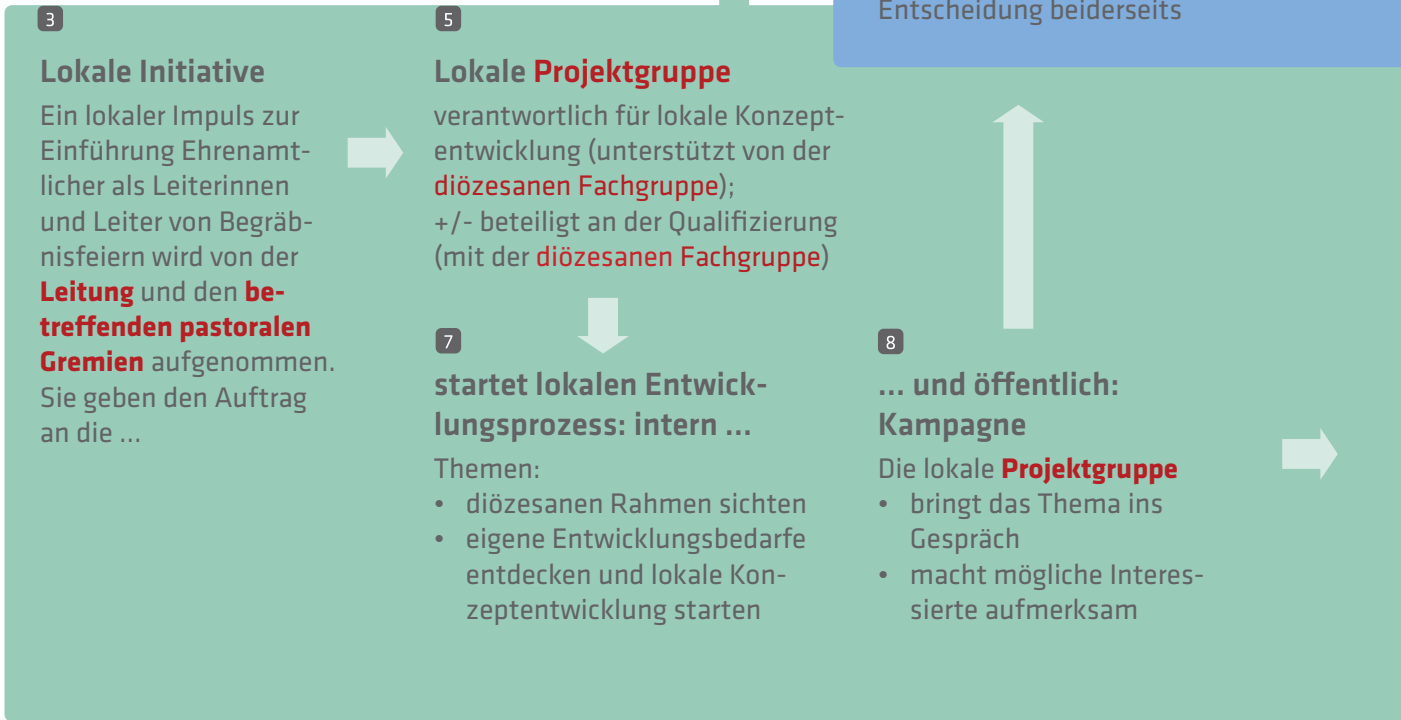 Entscheidung beiderseits
3
Lokale Initiative
Ein lokaler Impuls zur
Einführung Ehrenamt-
licher als Leiterinnen
und Leiter von Begräb-
nisfeiern wird von der
Leitung und den be-
treffenden pastoralen
Gremien aufgenommen.
Sie geben den Auftrag
an die ...
5
Lokale Projektgruppe
verantwortlich für lokale Konzept-
entwicklung (unterstützt von der
diözesanen Fachgruppe);
+/- beteiligt an der Qualifizierung
(mit der diözesanen Fachgruppe)
7
startet lokalen Entwick-
lungsprozess: intern ...
Themen:
• diözesanen Rahmen sichten
• eigene Entwicklungsbedarfe
entdecken und lokale Kon-
zeptentwicklung starten
8
... und öffentlich:
Kampagne
Die lokale Projektgruppe
• bringt das Thema ins
Gespräch
• macht mögliche Interes-
sierte aufmerksam